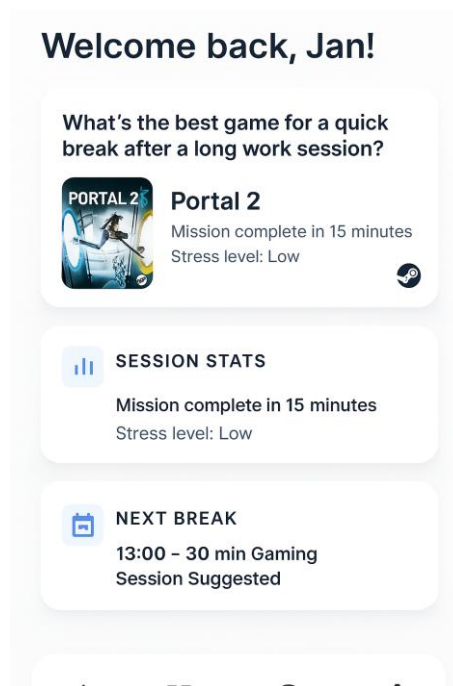 Welcome back, Jan!
What's the best game for a quick
break after a long work session?
PORTAL 2
Portal 2
Mission complete in 15 minutes
Stress level: Low
SESSION STATS
Mission complete in 15 minutes
Stress level: Low
NEXT BREAK
13:00 – 30 min Gaming
Session Suggested